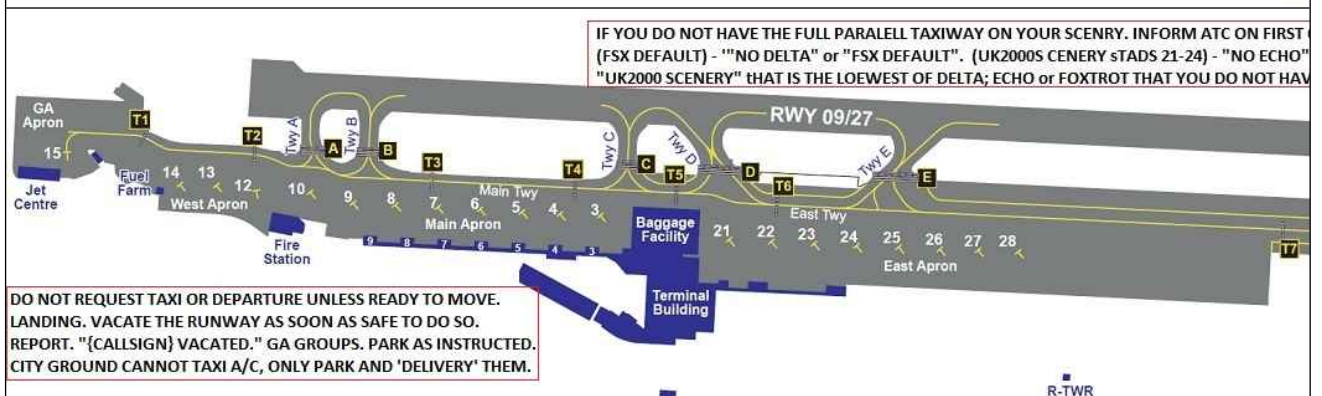 IF YOU DO NOT HAVE THE FULL PARALELL TAXIWAY ON YOUR SCENRY. INFORM ATC ON FIRST
(FSX DEFAULT) - '"NO DELTA" or "FSX DEFAULT". (UK2000S CENERY sTADS 21-24) - "NO ECHO"
"UK2000 SCENERY" tHAT IS THE LOEWEST OF DELTA; ECHO or FOXTROT THAT YOU DO NOT HAV
RWY 09/27
GA
Apron
T1
T2
Twy A
A
Twy B
B
T3
T4
Twy C
C
T5
Twy D
D
T6
Twy E
E
T7
15
14
13
12
10
9
8
7
6
5
4
3
Main Twy
East Twy
Jet
Centre
Fuel
Farm
West Apron
Main Apron
Fire
Station
9
8
7
6
5
4
3
Baggage
Facility
21
22
23
24
25
26
27
28
East Apron
Terminal
Building
DO NOT REQUEST TAXI OR DEPARTURE UNLESS READY TO MOVE.
LANDING. VACATE THE RUNWAY AS SOON AS SAFE TO DO SO.
REPORT. "{CALLSIGN} VACATED." GA GROUPS. PARK AS INSTRUCTED.
CITY GROUND CANNOT TAXI A/C, ONLY PARK AND 'DELIVERY' THEM.
R-TWR